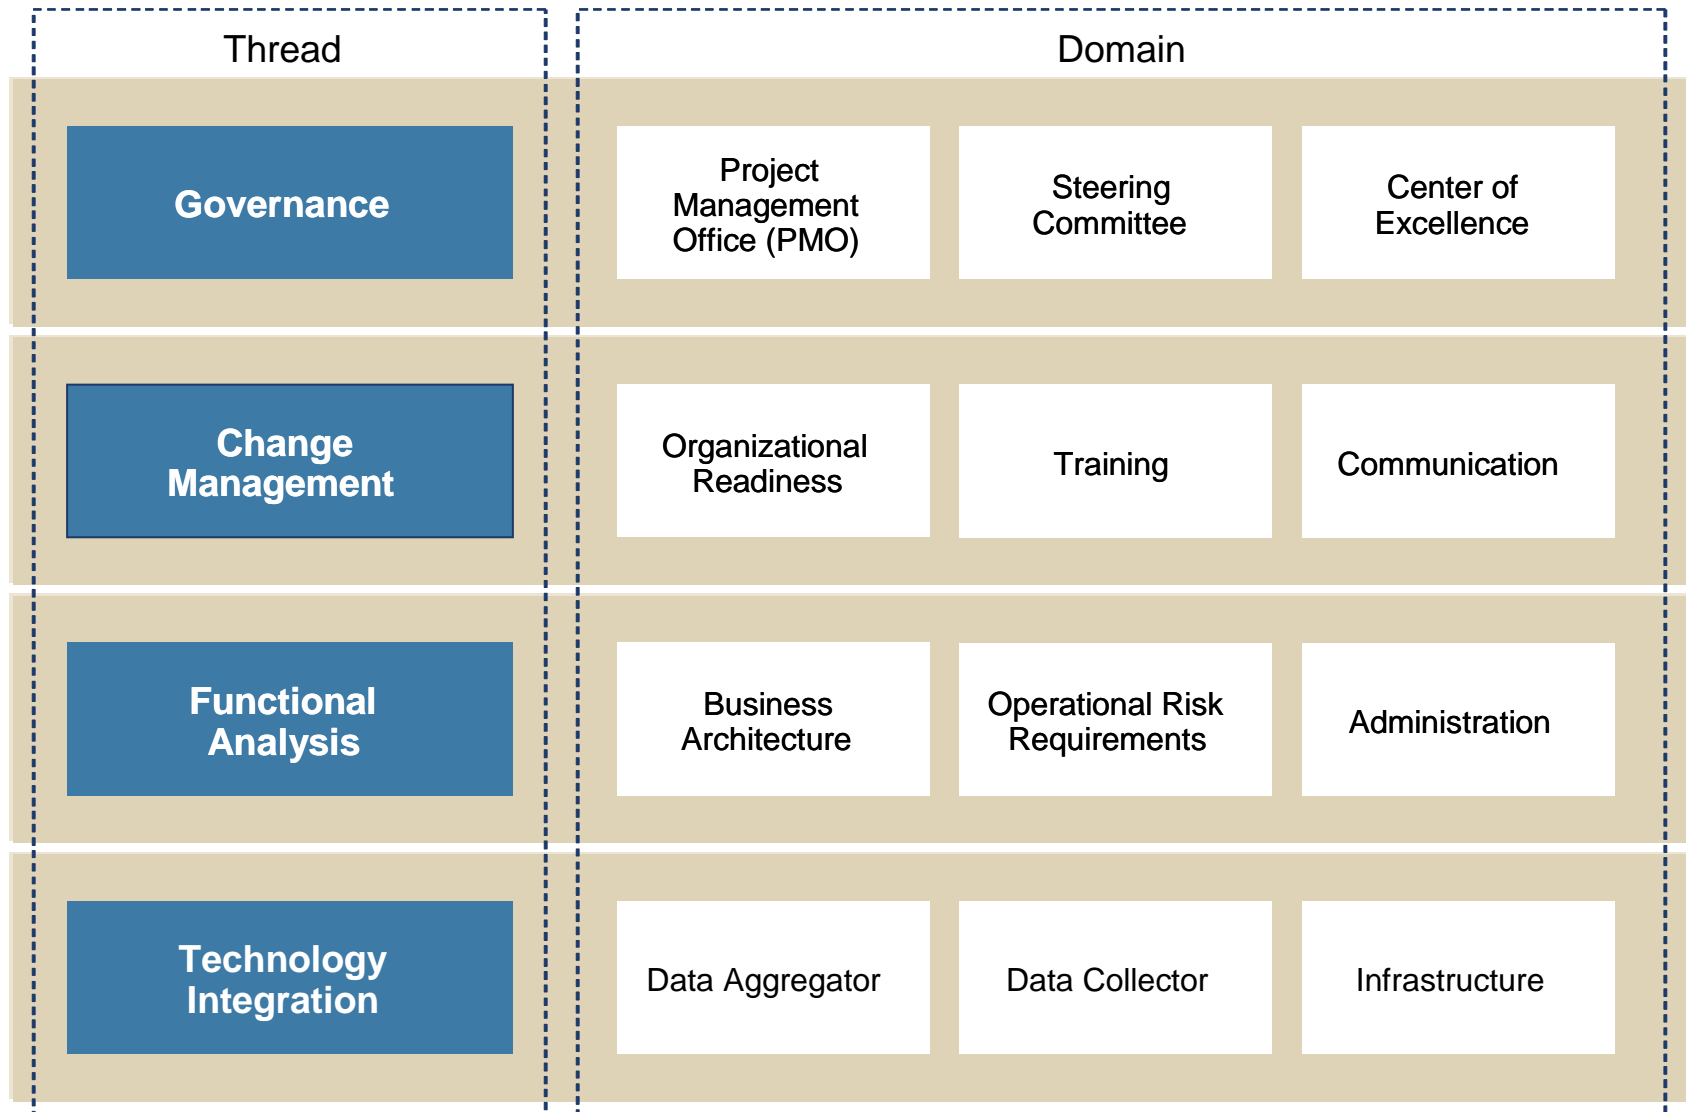 Thread
Domain
Governance
Project
Management
Office (PMO)
Steering
Committee
Center of
Excellence
Change
Management
Organizational
Readiness
Training
Communication
Functional
Analysis
Business
Architecture
Operational Risk
Requirements
Administration
Technology
Integration
Data Aggregator
Data Collector
Infrastructure